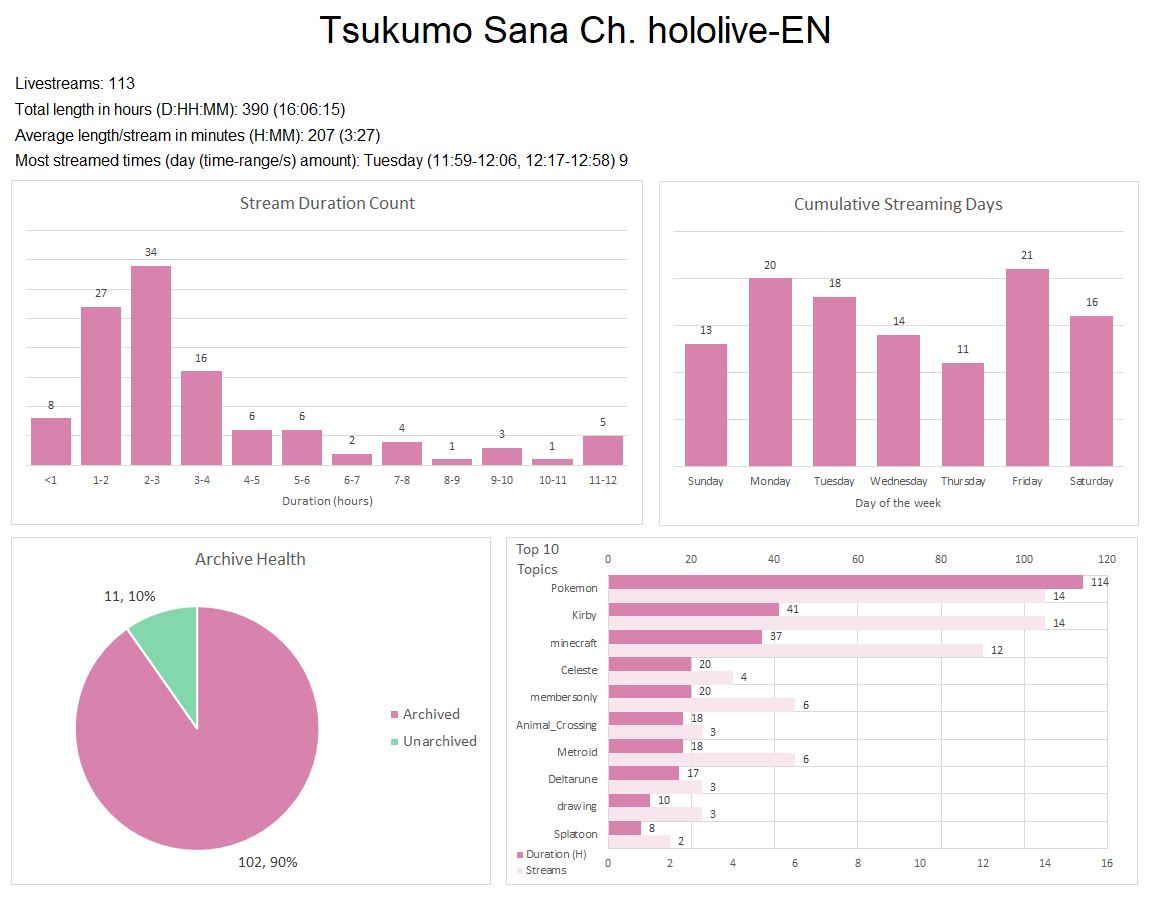 Tsukumo Sana Ch. hololive-EN
Livestreams: 113
Total length in hours (D:HH:MM): 390 (16:06:15)
Average length/stream in minutes (H:MM): 207 (3:27)
Most streamed times (day (time-range/s) amount): Tuesday (11:59-12:06, 12:17-12:58) 9
Stream Duration Count
8 27 34 16 6 6 2 4 1 3 1 5
<1 1-2 2-3 3-4 4-5 5-6 6-7 7-8 8-9 9-10 10-11 11-12
Duration (hours)
Cumulative Streaming Days
13 20 18 14 11 21 16
Sunday Monday Tuesday Wednesday Thursday Friday Saturday
Day of the week
Archive Health
11, 10%
Archived
Unarchived
102, 90%
Top 10
Topics
0 20 40 60 80 100 120
Pokemon 114
14
Kirby 41
14
minecraft 37
12
Celeste 20
4
membersonly 20
6
Animal_Crossing 18
3
Metroid 18
6
Deltarune 17
3
drawing 10
3
Splatoon 8
2
Duration (H)
Streams
0 2 4 6 8 10 12 14 16